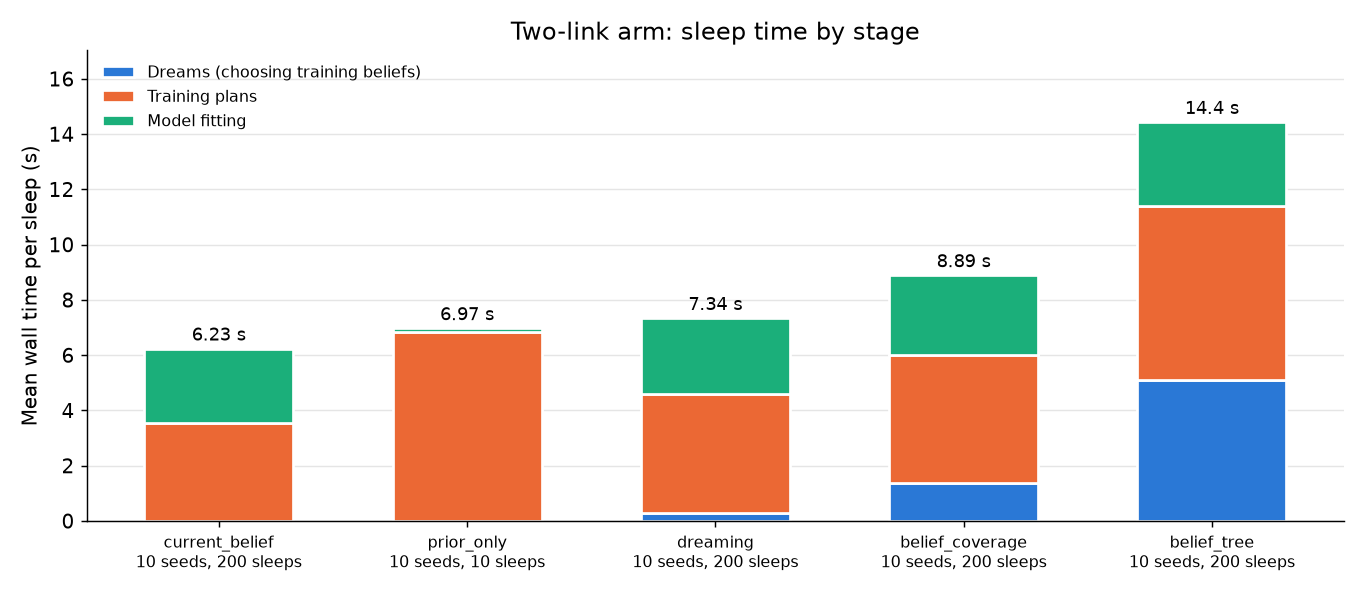 Two-link arm: sleep time by stage
Dreams (choosing training beliefs)
Training plans
Model fitting
Mean wall time per sleep (s)
16
14
12
10
8
6
4
2
0
6.23 s
6.97 s
7.34 s
8.89 s
14.4 s
current_belief
10 seeds, 200 sleeps
prior_only
10 seeds, 10 sleeps
dreaming
10 seeds, 200 sleeps
belief_coverage
10 seeds, 200 sleeps
belief_tree
10 seeds, 200 sleeps